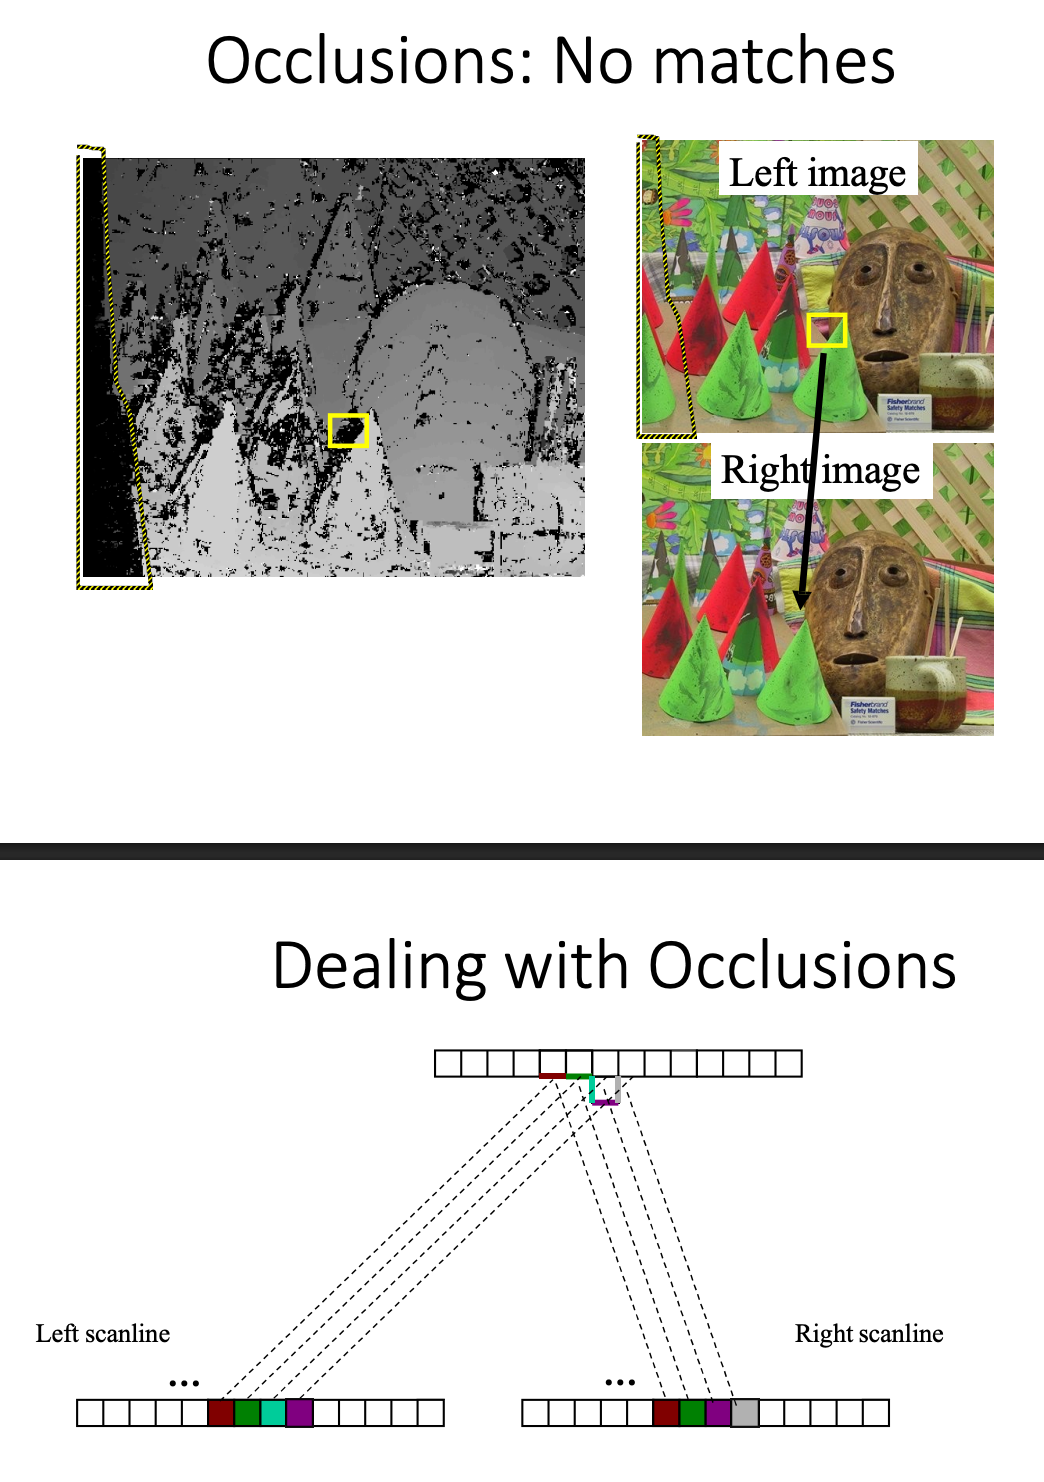 Occlusions: No matches
Left image
Fisherbrand
Safety Matches
Right image
Fisherbrand
Safety Matches
Dealing with Occlusions
Left scanline
Right scanline
...
...